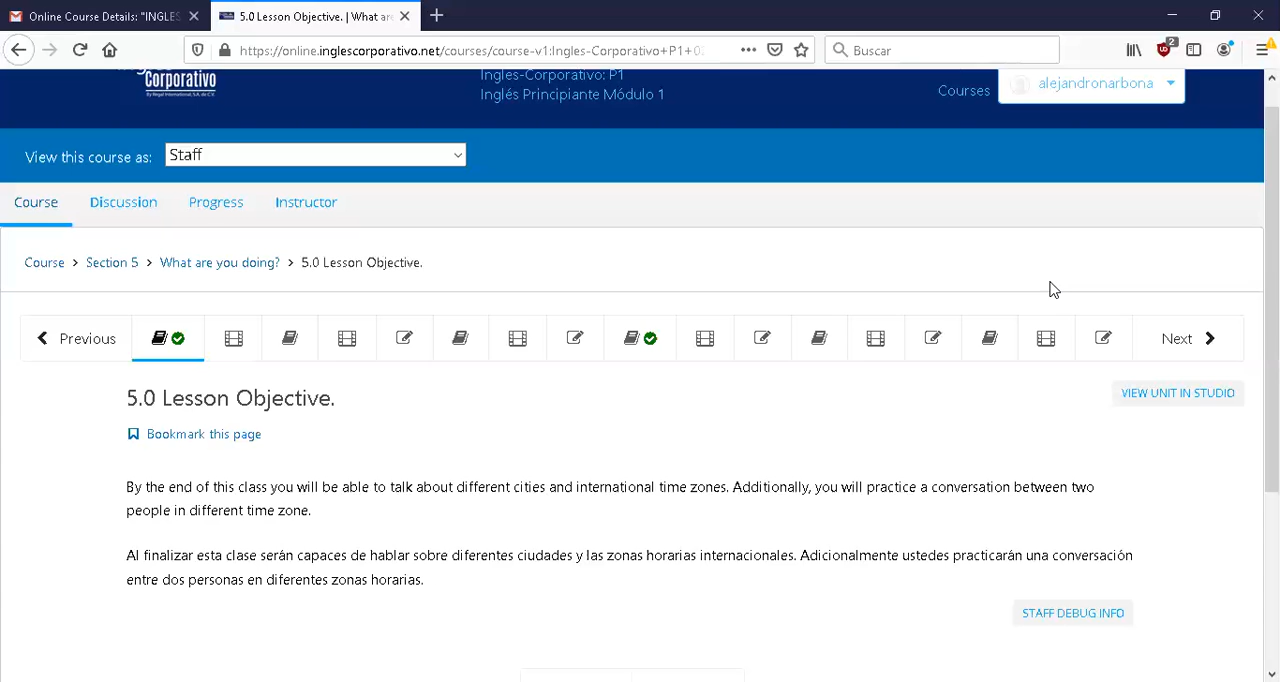 Online Course Details: "INGLES
5.0 Lesson Objective. | What are
https://online.inglescorporativo.net/courses/course-v1:Ingles-Corporativo+P1+0
Buscar
2
Corporativo
By Regal International, S.A. de C.V.
Ingles-Corporativo: P1
Inglés Principiante Módulo 1
Courses
alejandronarbona
View this course as:
Staff
Course
Discussion
Progress
Instructor
Course > Section 5 > What are you doing? > 5.0 Lesson Objective.
Previous
Next
5.0 Lesson Objective.
VIEW UNIT IN STUDIO
Bookmark this page
By the end of this class you will be able to talk about different cities and international time zones. Additionally, you will practice a conversation between two
people in different time zone.
Al finalizar esta clase serán capaces de hablar sobre diferentes ciudades y las zonas horarias internacionales. Adicionalmente ustedes practicarán una conversación
entre dos personas en diferentes zonas horarias.
STAFF DEBUG INFO